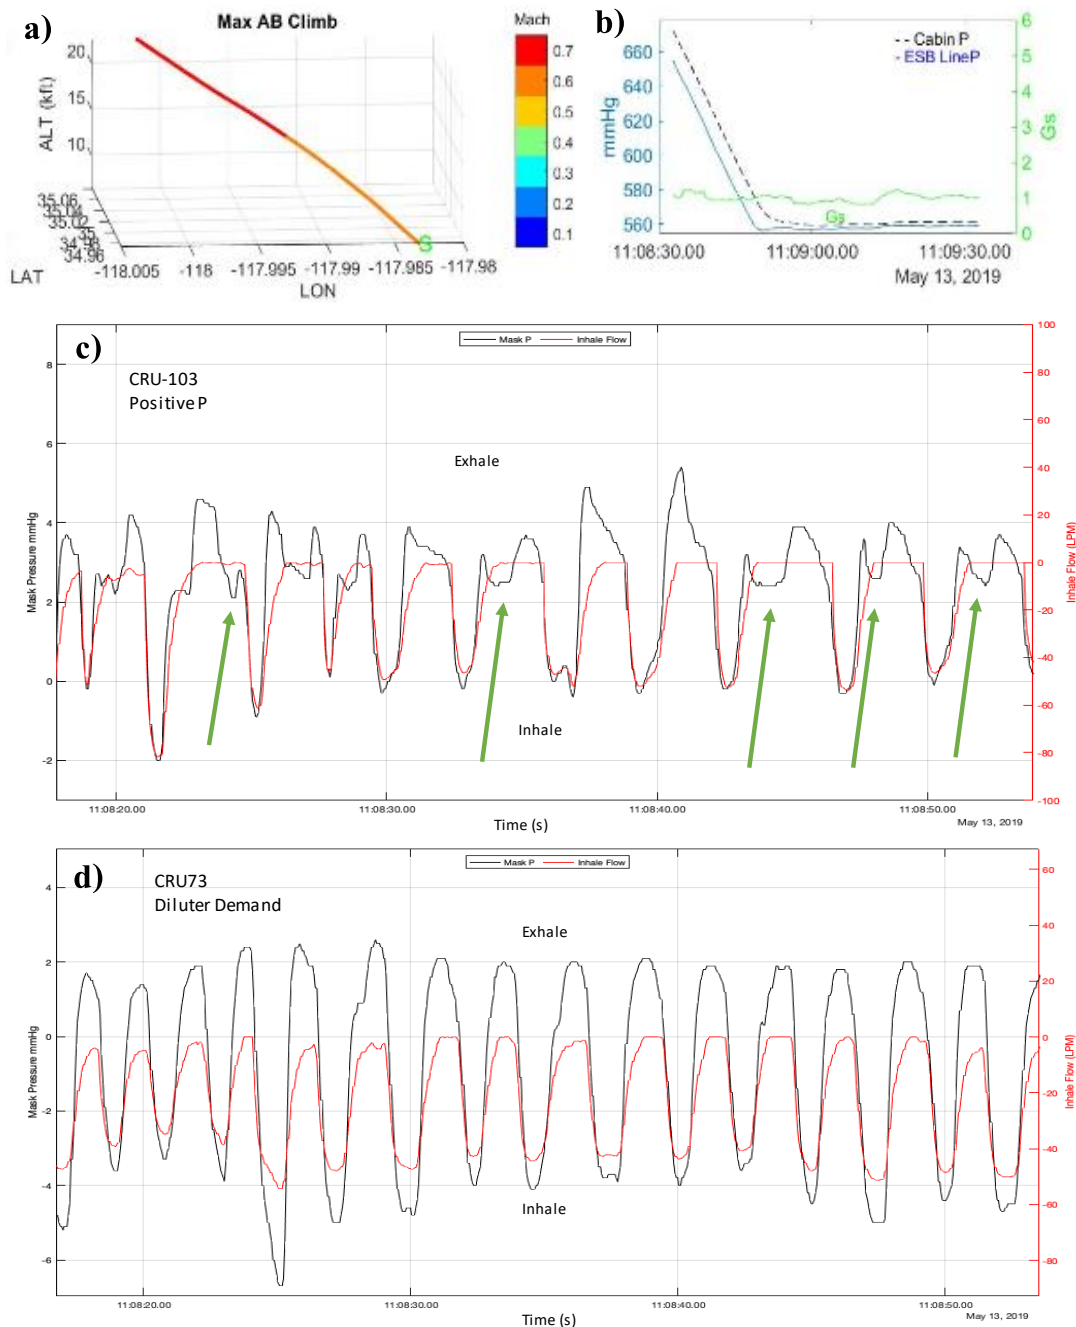 a)
Max AB Climb
Mach
20
15
10
ALT (kft)
0.7
0.6
0.5
0.4
0.3
0.2
0.1
35.06
35.04
35.02
35
34.98
34.96
S
LAT
-118.005
-118
-117.995
-117.99
-117.985
-117.98
LON
b)
Cabin P
ESB LineP
mmHg
660
640
620
600
580
560
6
5
4
3
2
1
0
Gs
Gs
11:08:30.00
11:09:00.00
11:09:30.00
May 13, 2019
c)
Mask P
Inhale Flow
CRU-103
Positive P
Exhale
Inhale
Mask Pressure mmHg
8
6
4
2
0
-2
100
80
60
40
20
0
-20
-40
-60
-80
-100
Inhale Flow (LPM)
11:08:20.00
11:08:30.00
11:08:40.00
11:08:50.00
Time (s)
May 13, 2019
d)
Mask P
Inhale Flow
CRU73
Diluter Demand
Exhale
Inhale
Mask Pressure mmHg
4
2
0
-2
-4
-6
60
40
20
0
-20
-40
-60
-80
Inhale Flow (LPM)
11:08:20.00
11:08:30.00
11:08:40.00
11:08:50.00
Time (s)
May 13, 2019